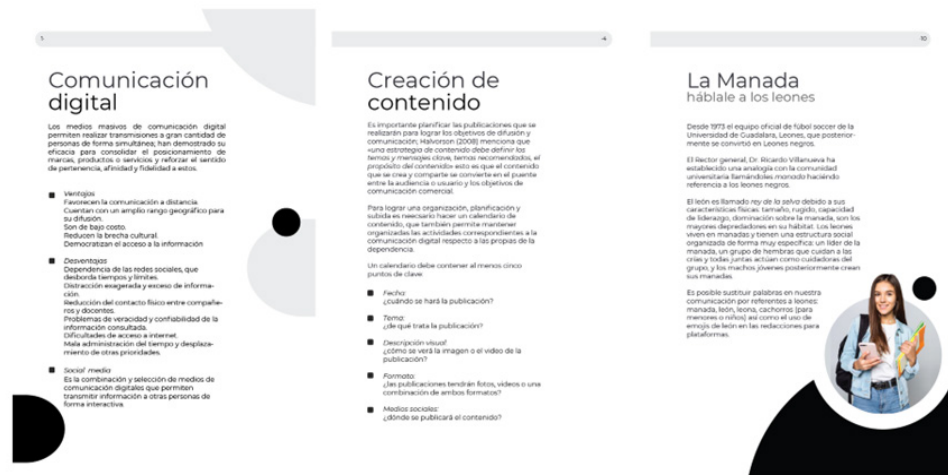 5
Comunicación
digital
Los medios masivos de comunicación digital
permiten realizar transmisiones a gran cantidad de
personas de forma simultánea; han demostrado su
eficacia para consolidar el posicionamiento de
marcas, productos o servicios y reforzar el sentido
de pertenencia, afinidad y fidelidad a estos.
Ventajas
Favorecen la comunicación a distancia.
Cuentan con un amplio rango geográfico para
su difusión.
Son de bajo costo.
Reducen la brecha cultural.
Democratizan el acceso a la información
Desventajas
Dependencia de las redes sociales, que
desborda tiempos y límites.
Distracción exagerada y exceso de informa-
ción.
Reducción del contacto físico entre compañe-
ros y docentes.
Problemas de veracidad y confiabilidad de la
información consultada.
Dificultades de acceso a internet.
Mala administración del tiempo y desplaza-
miento de otras prioridades.
Social media
Es la combinación y selección de medios de
comunicación digitales que permiten
transmitir información a otras personas de
forma interactiva.
Creación de
contenido
Es importante planificar las publicaciones que se
realizarán para lograr los objetivos de difusión y
comunicación; Halvorson (2008) menciona que
«una estrategia de contenido debe definir los
temas y mensajes clave, temas recomendados, el
propósito del contenido» esto es que el contenido
que se crea y comparte se convierte en el puente
entre la audiencia o usuario y los objetivos de
comunicación comercial.
Para lograr una organización, planificación y
subida es necesario hacer un calendario de
contenido, que también permite mantener
organizadas las actividades correspondientes a la
comunicación digital respecto a las propias de la
dependencia.
Un calendario debe contener al menos cinco
puntos de clave:
Fecha:
¿cuándo se hará la publicación?
Tema:
¿de qué trata la publicación?
Descripción visual:
¿cómo se verá la imagen o el video de la
publicación?
Formato:
¿las publicaciones tendrán fotos, videos o una
combinación de ambos formatos?
Medios sociales:
¿dónde se publicará el contenido?
10
La Manada
háblale a los leones
Desde 1973 el equipo oficial de fúbol soccer de la
Universidad de Guadalara, Leones, que posterior-
mente se convirtió en Leones negros.
El Rector general, Dr. Ricardo Villanueva ha
establecido una analogía con la comunidad
universitaria llamándoles manada haciéndo
referencia a los leones negros.
El león es llamado rey de la selva debido a sus
características físicas: tamaño, rugido, capacidad
de liderazgo, dominación sobre la manada, son los
mayores depredadores en su hábitat. Los leones
viven en manadas y tienen una estructura social
organizada de forma muy específica: un líder de la
manada, un grupo de hembras que cuidan a las
crías y todas juntas actúan como cuidadoras del
grupo, y los machos jóvenes posteriormente crean
sus manadas.
Es posible sustituir palabras en nuestra
comunicación por referentes a leones:
manada, león, leona, cachorros (para
menores o niños) así como el uso de
emojis de león en las redacciones para
plataformas.